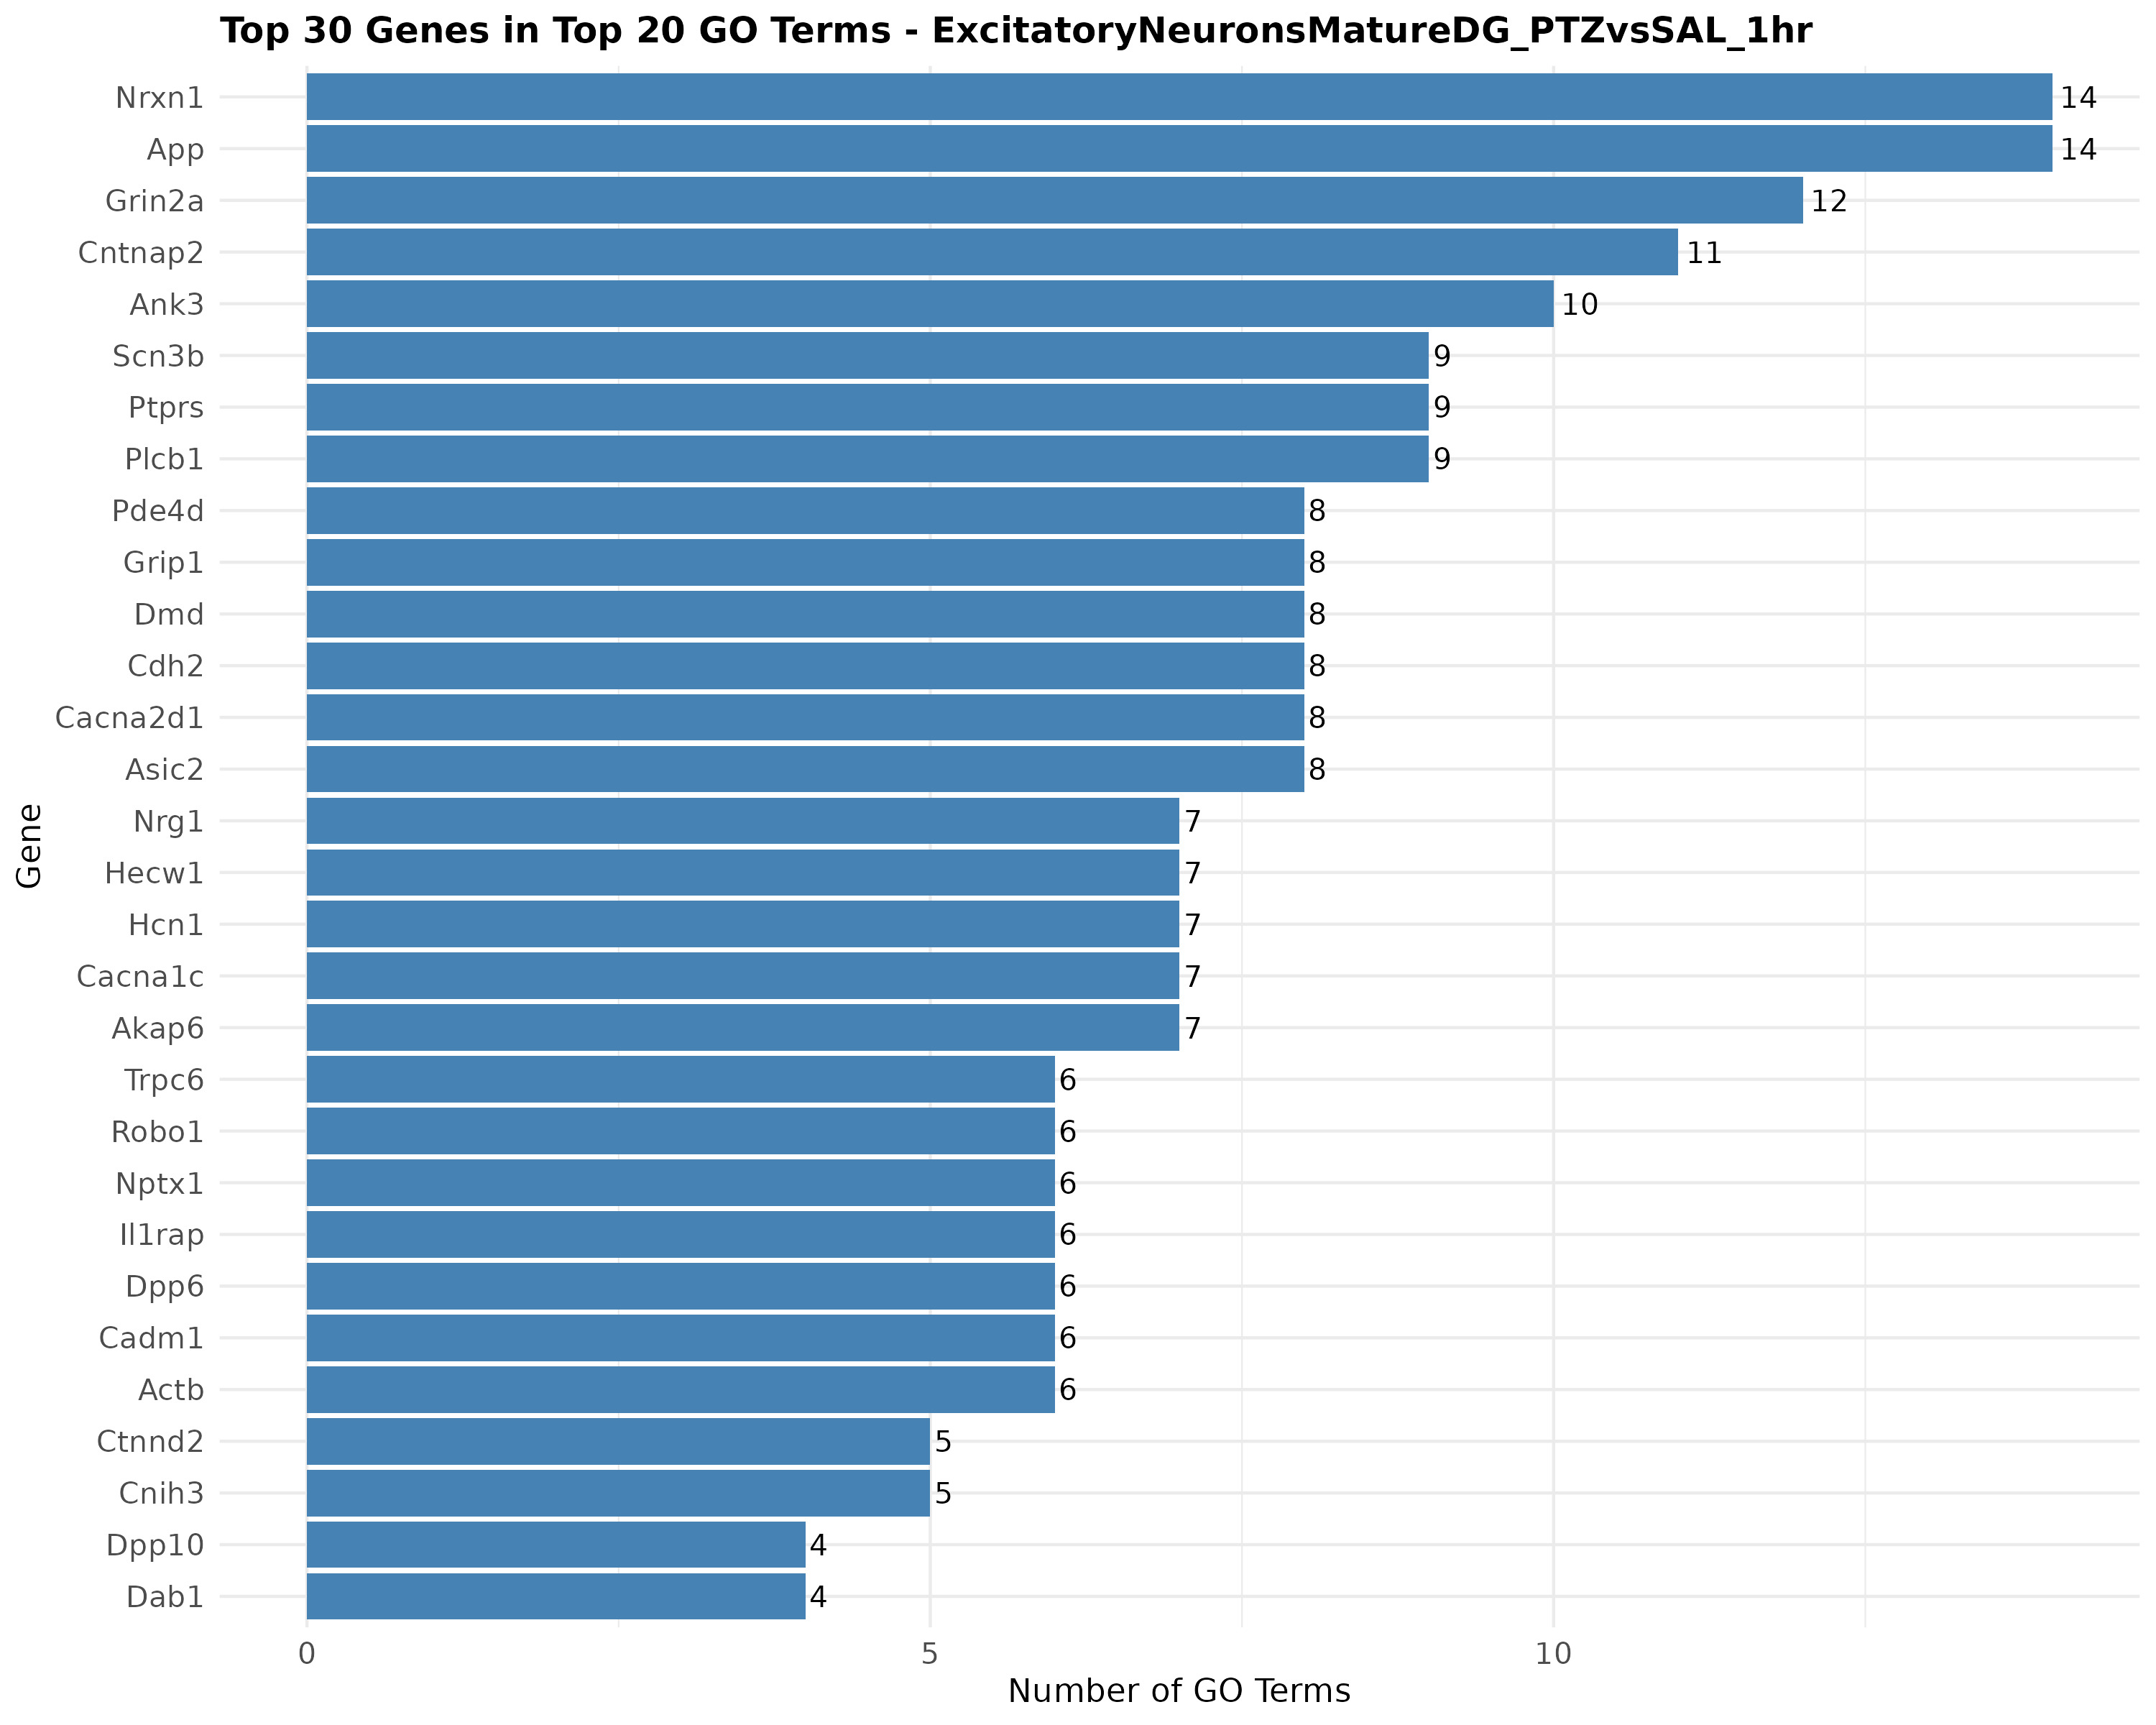 Top 30 Genes in Top 20 GO Terms - ExcitatoryNeuronsMatureDG_PTZvsSAL_1hr
Nrxn1 14
App 14
Grin2a 12
Cntnap2 11
Ank3 10
Scn3b 9
Ptprs 9
Plcb1 9
Pde4d 8
Grip1 8
Dmd 8
Cdh2 8
Cacna2d1 8
Asic2 8
Nrg1 7
Hecw1 7
Hcn1 7
Cacna1c 7
Akap6 7
Trpc6 6
Robo1 6
Nptx1 6
Il1rap 6
Dpp6 6
Cadm1 6
Actb 6
Ctnnd2 5
Cnih3 5
Dpp10 4
Dab1 4
Gene
0 5 10
Number of GO Terms